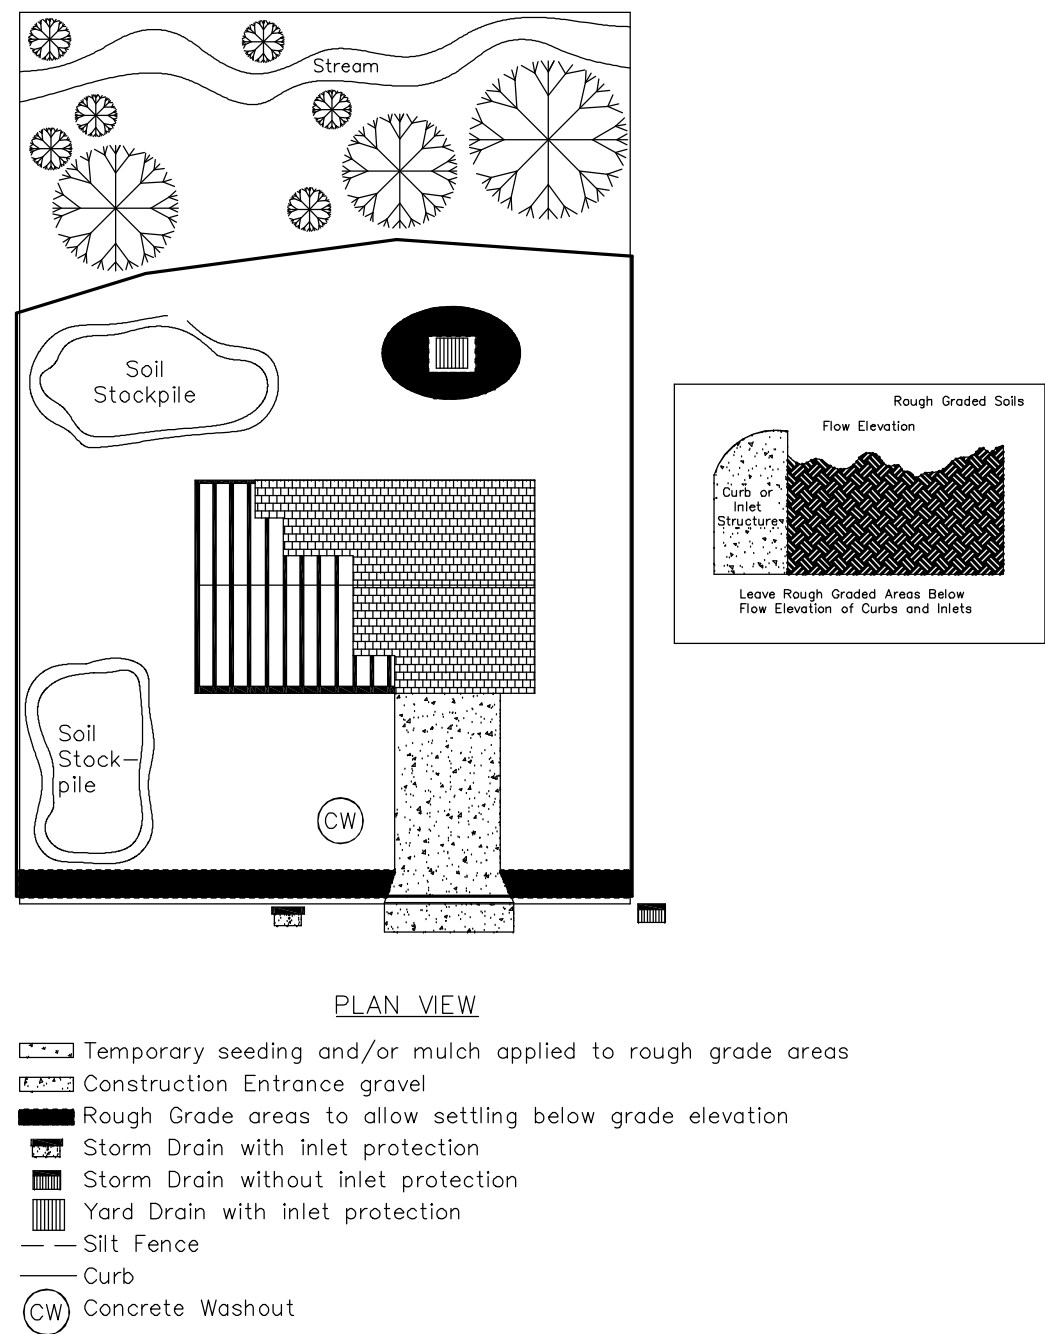 Stream
Soil
Stockpile
Rough Graded Soils
Flow Elevation
Curb or
Inlet
Structure
Leave Rough Graded Areas Below
Flow Elevation of Curbs and Inlets
Soil
Stock-
pile
CW
PLAN VIEW
Temporary seeding and/or mulch applied to rough grade areas
Construction Entrance gravel
Rough Grade areas to allow settling below grade elevation
Storm Drain with inlet protection
Storm Drain without inlet protection
Yard Drain with inlet protection
Silt Fence
Curb
CW Concrete Washout